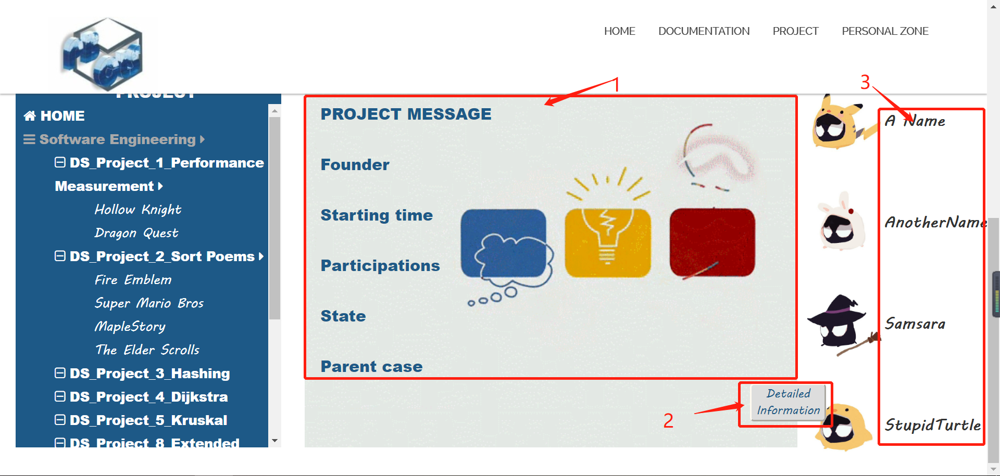 HOME DOCUMENTATION PROJECT PERSONAL ZONE
PROJECT
HOME
Software Engineering
DS_Project_1_Performance
Measurement
Hollow Knight
Dragon Quest
DS_Project_2_Sort Poems
Fire Emblem
Super Mario Bros
MapleStory
The Elder Scrolls
DS_Project_3_Hashing
DS_Project_4_Dijkstra
DS_Project_5_Kruskal
DS_Project_8_Extended
1
PROJECT MESSAGE
Founder
Starting time
Participations
State
Parent case
2
Detailed
Information
3
A Name
AnotherName
Samsara
StupidTurtle